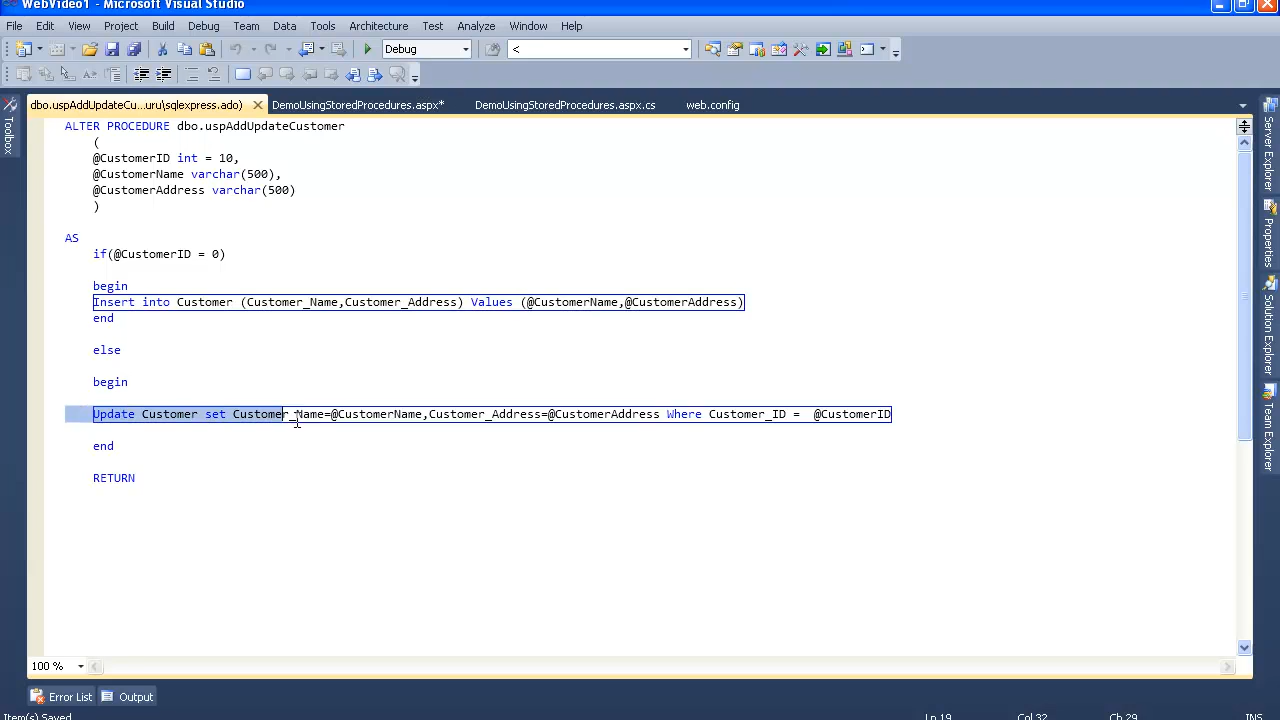 WebVideo1 - Microsoft Visual Studio
File Edit View Project Build Debug Team Data Tools Architecture Test Analyze Window Help
Debug <
dbo.uspAddUpdateCu...uru\sqlexpress.ado) DemoUsingStoredProcedures.aspx* DemoUsingStoredProcedures.aspx.cs web.config
Toolbox
ALTER PROCEDURE dbo.uspAddUpdateCustomer
(
@CustomerID int = 10,
@CustomerName varchar(500),
@CustomerAddress varchar(500)
)
AS
if(@CustomerID = 0)
begin
Insert into Customer (Customer_Name,Customer_Address) Values (@CustomerName,@CustomerAddress)
end
else
begin
Update Customer set Customer_Name=@CustomerName,Customer_Address=@CustomerAddress Where Customer_ID =  @CustomerID
end
RETURN
Server Explorer
Properties
Solution Explorer
Team Explorer
100 %
Error List Output
Item(s) Saved Ln 19 Col 32 Ch 29 INS